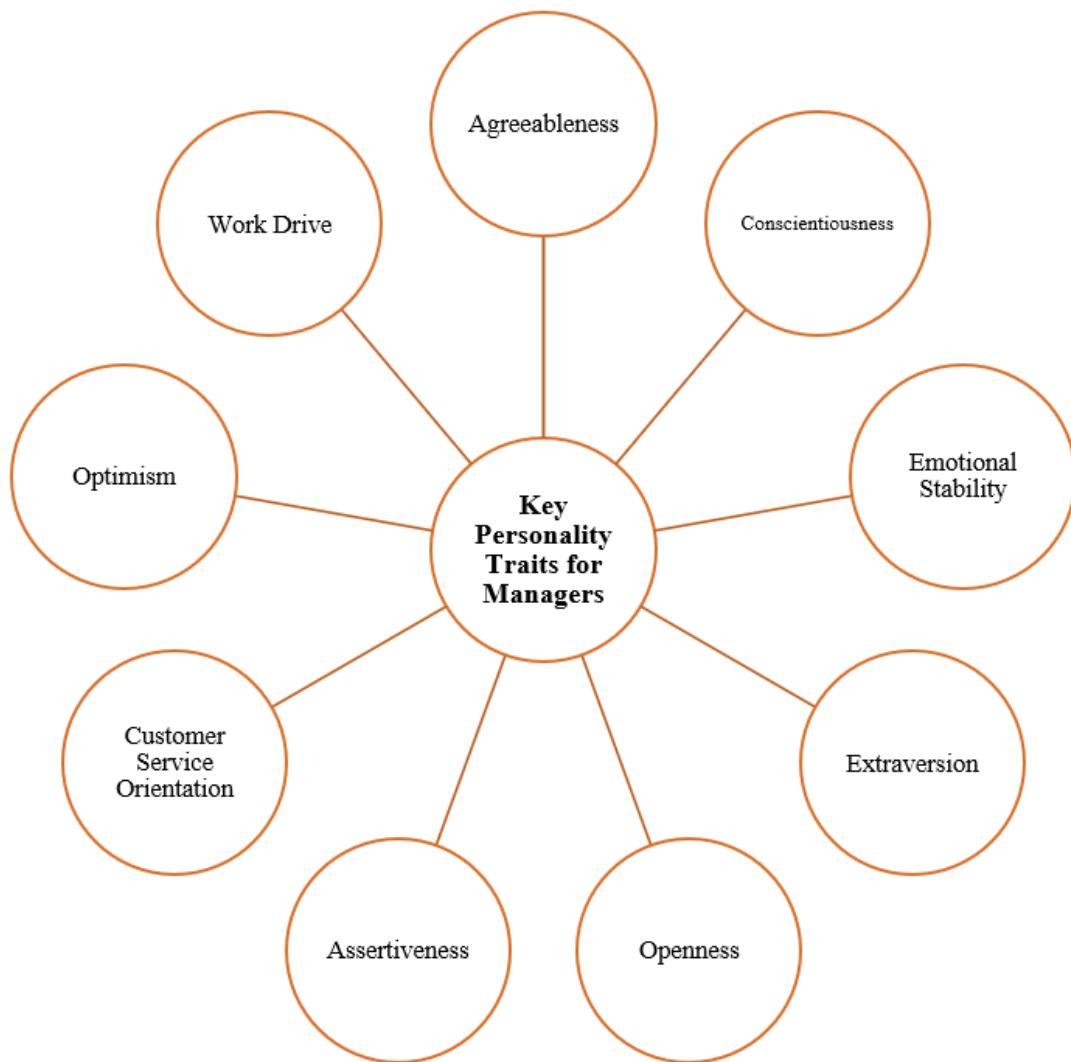 Agreeableness
Conscientiousness
Emotional
Stability
Extraversion
Openness
Assertiveness
Customer
Service
Orientation
Optimism
Work Drive
Key
Personality
Traits for
Managers